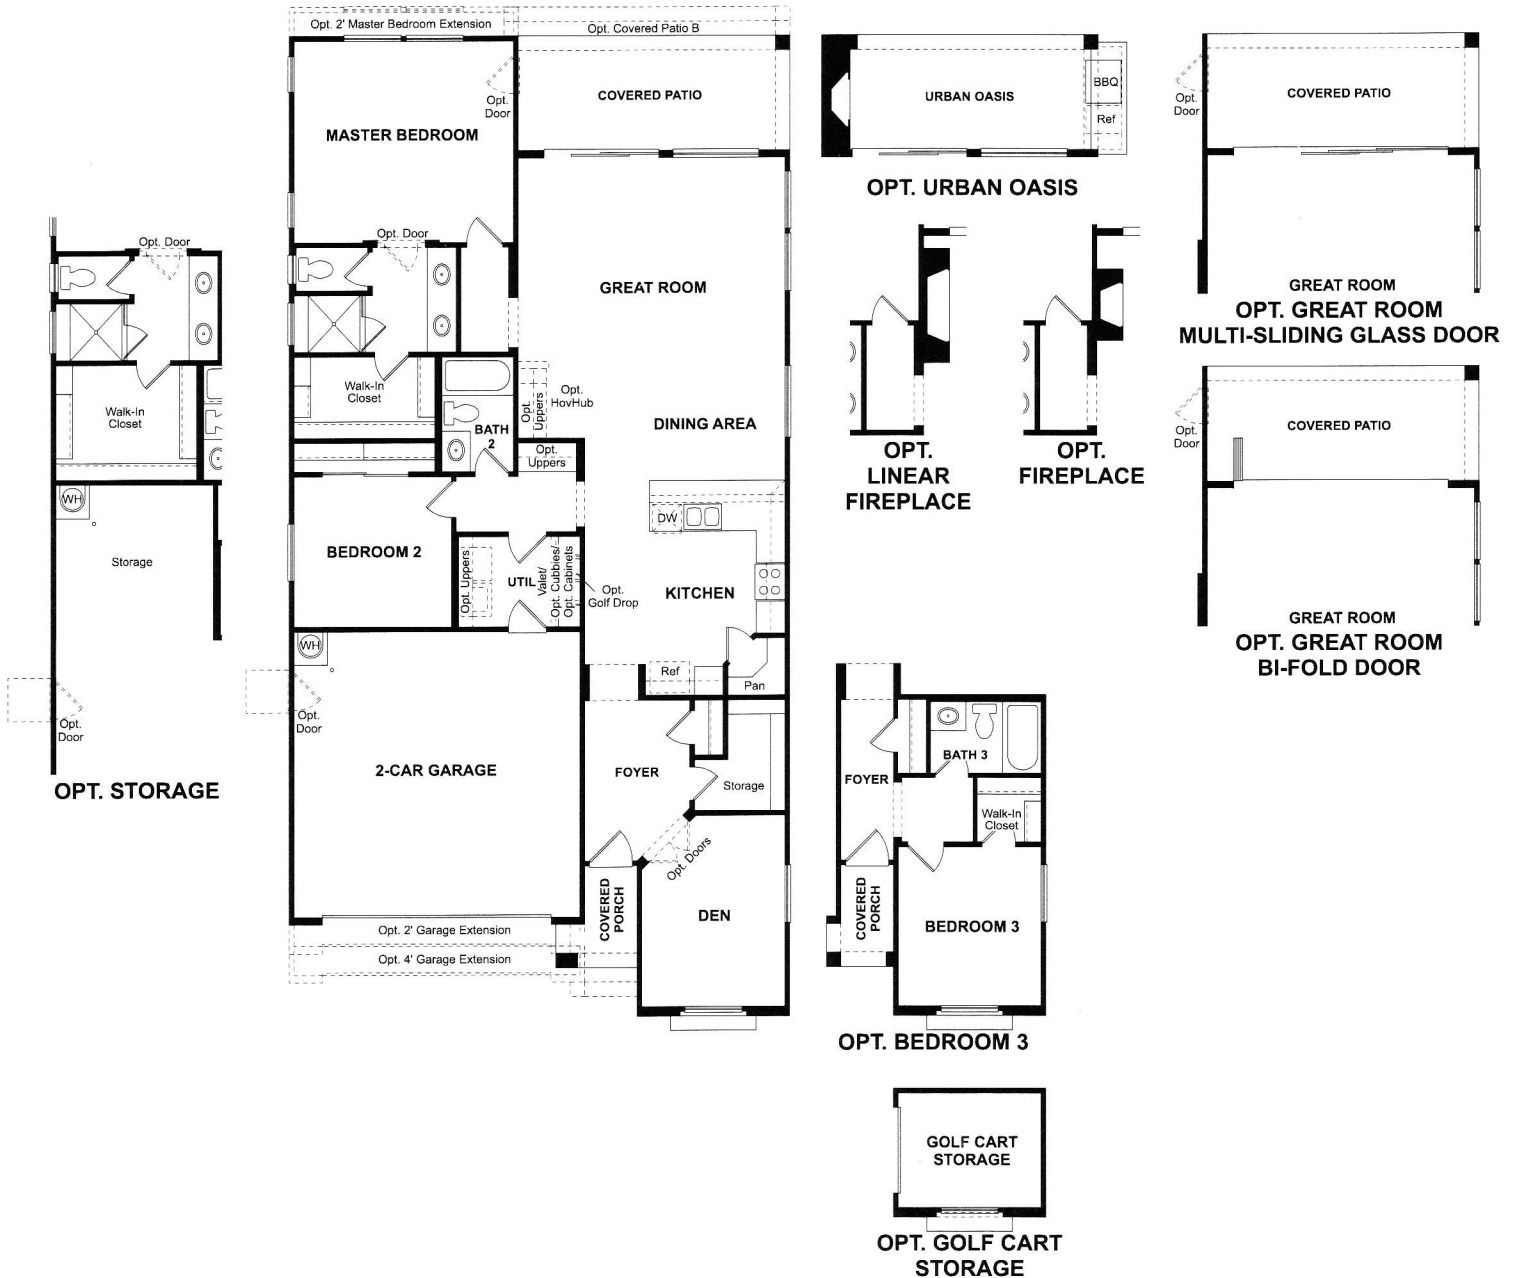 Opt. 2' Master Bedroom Extension
Opt. Covered Patio B
Opt.
Door
COVERED PATIO
MASTER BEDROOM
Opt. Door
GREAT ROOM
Walk-In
Closet
Opt.
Uppers
Opt.
HovHub
BATH
2
DINING AREA
Opt.
Uppers
DW
BEDROOM 2
Opt. Uppers
UTIL
Valet/
Opt. Cubbies/
Opt. Cabinets
Opt.
Golf Drop
KITCHEN
WH
Ref
Pan
Opt.
Door
2-CAR GARAGE
FOYER
Storage
Opt. Doors
COVERED
PORCH
DEN
Opt. 2' Garage Extension
Opt. 4' Garage Extension
Opt. Door
Walk-In
Closet
WH
Storage
Opt.
Door
OPT. STORAGE
URBAN OASIS
BBQ
Ref
OPT. URBAN OASIS
OPT.
LINEAR
FIREPLACE
OPT.
FIREPLACE
Opt.
Door
COVERED PATIO
GREAT ROOM
OPT. GREAT ROOM
MULTI-SLIDING GLASS DOOR
Opt.
Door
COVERED PATIO
GREAT ROOM
OPT. GREAT ROOM
BI-FOLD DOOR
BATH 3
FOYER
Walk-In
Closet
COVERED
PORCH
BEDROOM 3
OPT. BEDROOM 3
GOLF CART
STORAGE
OPT. GOLF CART
STORAGE